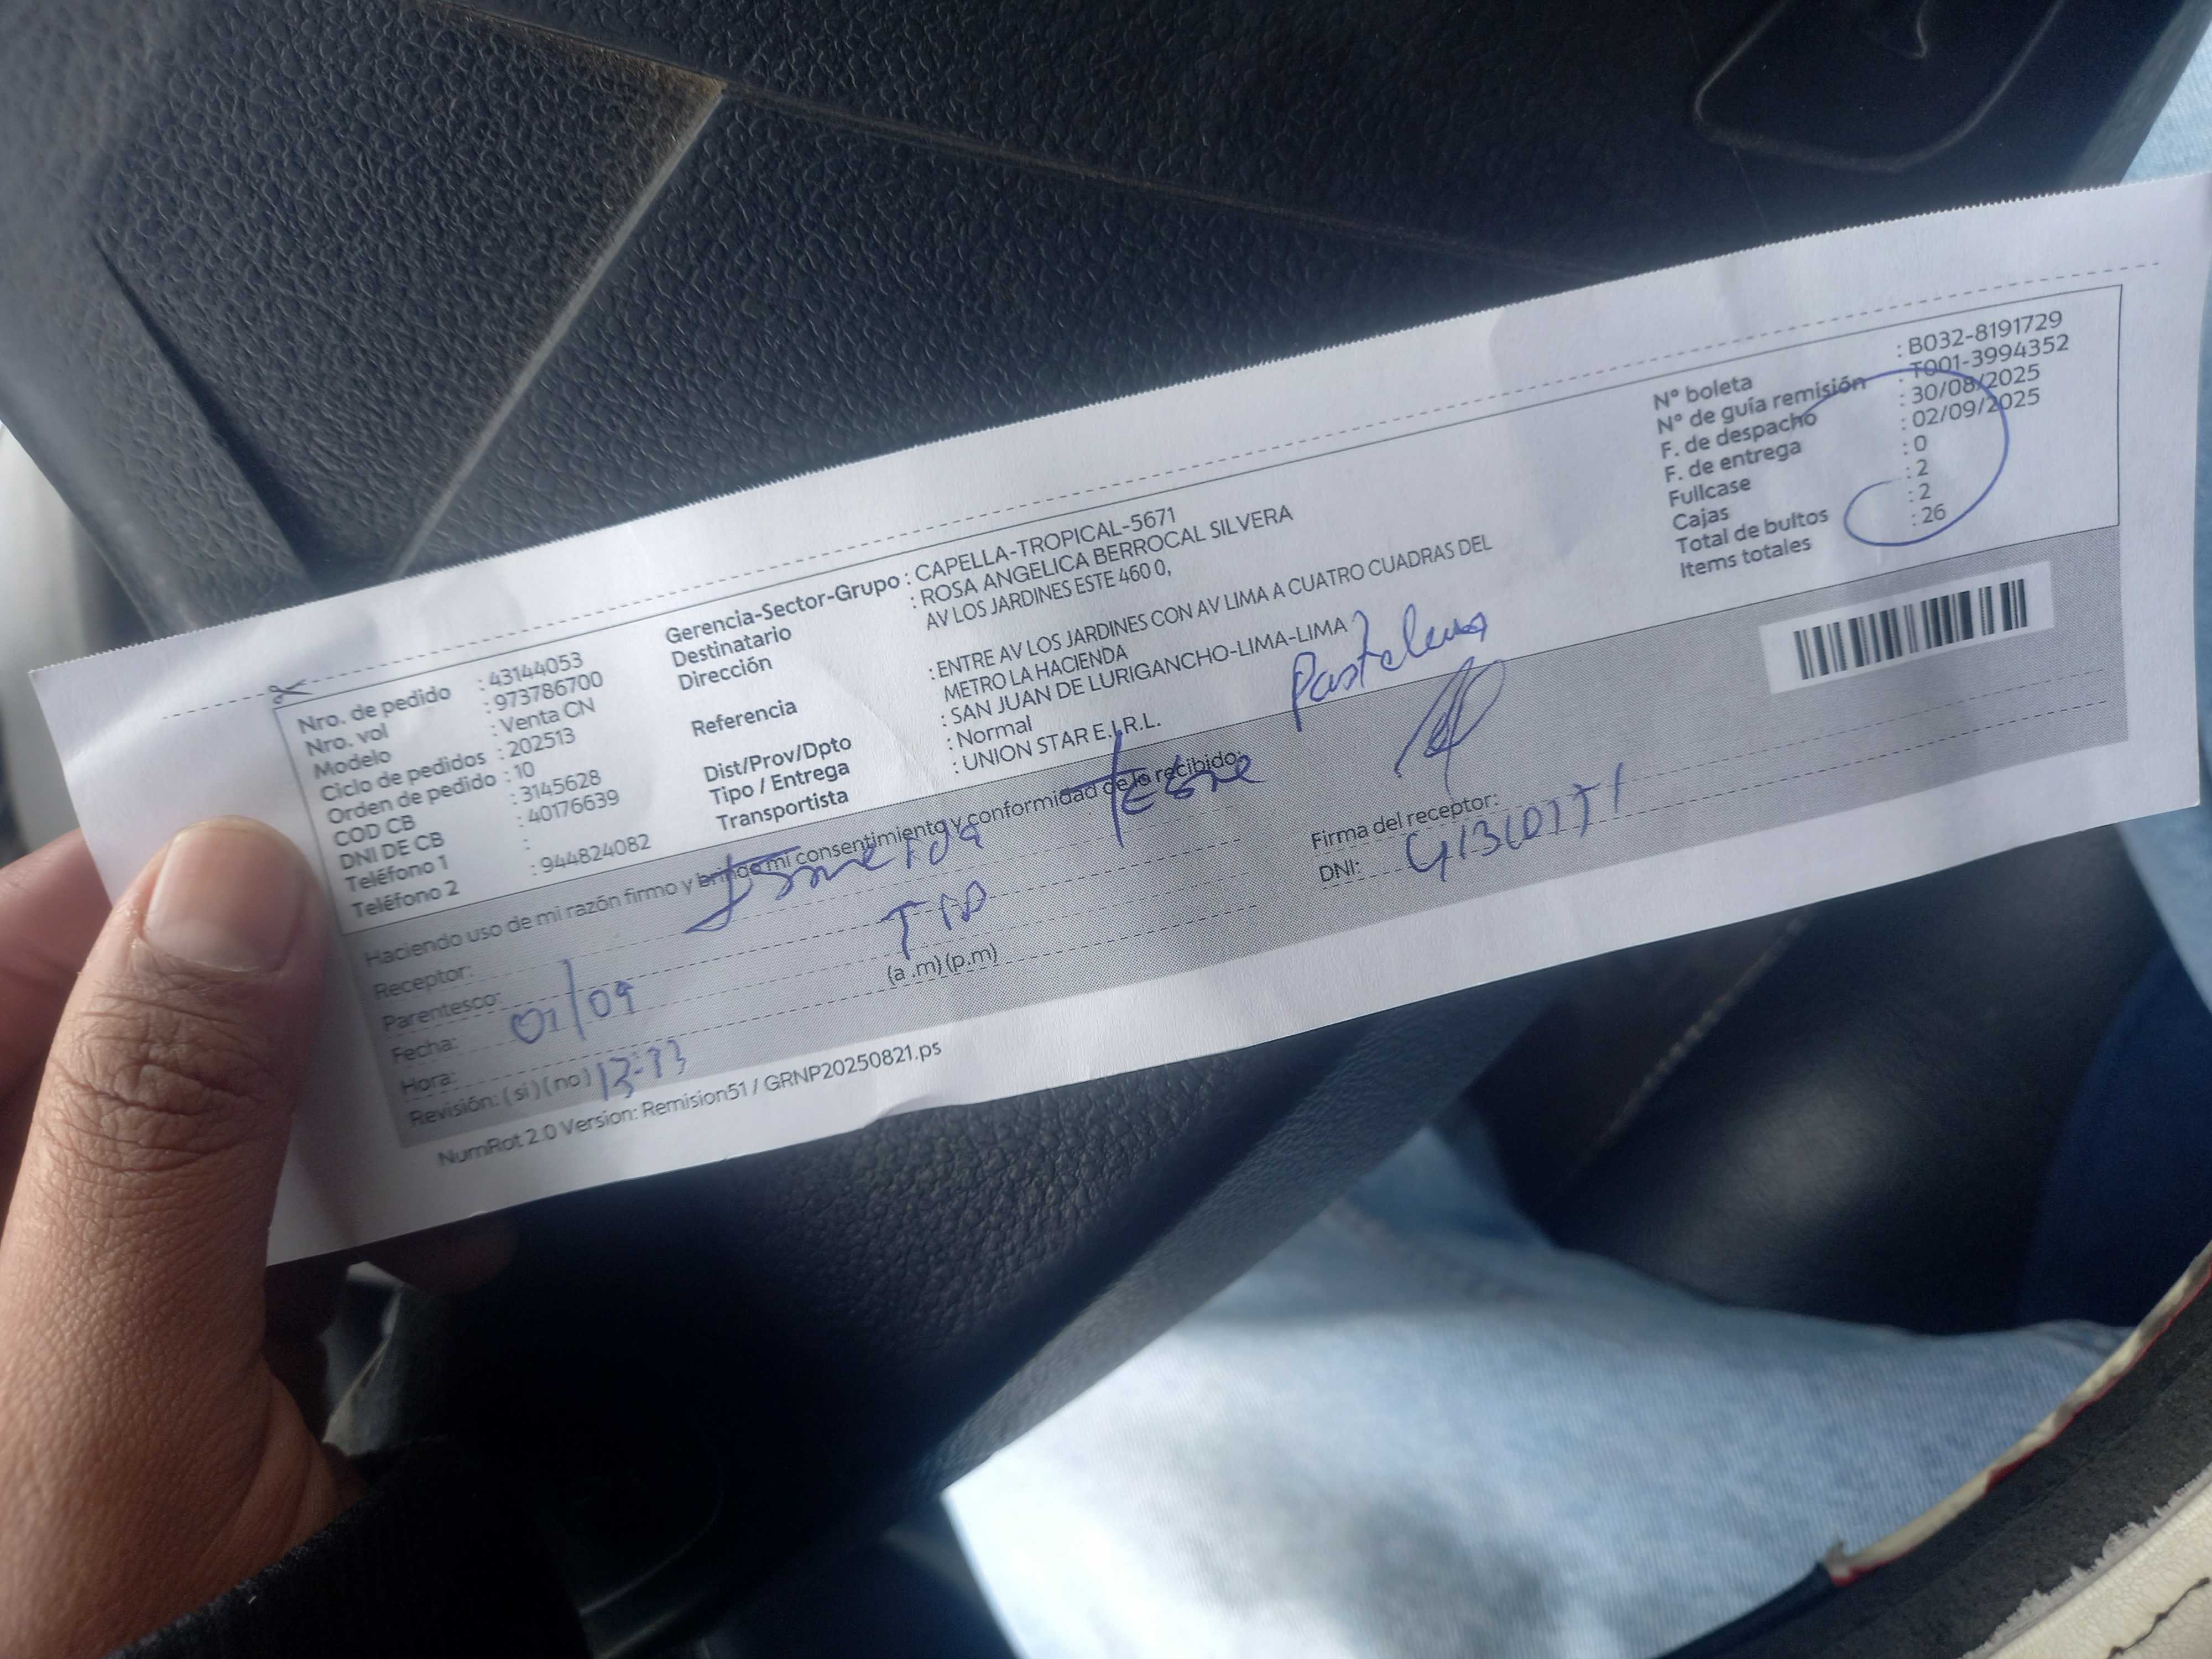 Nro. de pedido : 43144053
Nro. vol : 973786700
Modelo : Venta CN
Ciclo de pedidos : 202513
Orden de pedido : 10
COD CB : 3145628
DNI DE CB : 40176639
Teléfono 1 :
Teléfono 2 : 944824082
Gerencia-Sector-Grupo : CAPELLA-TROPICAL-5671
Destinatario : ROSA ANGELICA BERROCAL SILVERA
Dirección AV LOS JARDINES ESTE 460 0,
Referencia : ENTRE AV LOS JARDINES CON AV LIMA A CUATRO CUADRAS DEL
METRO LA HACIENDA
Dist/Prov/Dpto : SAN JUAN DE LURIGANCHO-LIMA-LIMA
Tipo / Entrega : Normal
Transportista : UNION STAR E.I.R.L.
N° boleta : B032-8191729
N° de guía remisión : T001-3994352
F. de despacho : 30/08/2025
F. de entrega : 02/09/2025
Fullcase : 0
Cajas : 2
Total de bultos : 2
Items totales : 26
Haciendo uso de mi razón firmo y brindo mi consentimiento y conformidad de lo recibido:
Receptor:
Parentesco:
Fecha: 01/09
Hora:
(a .m) (p.m)
Revisión: ( si ) ( no ) 13:33
Firma del receptor:
DNI:
NumRot 2.0 Version: Remision51 / GRNP20250821.ps